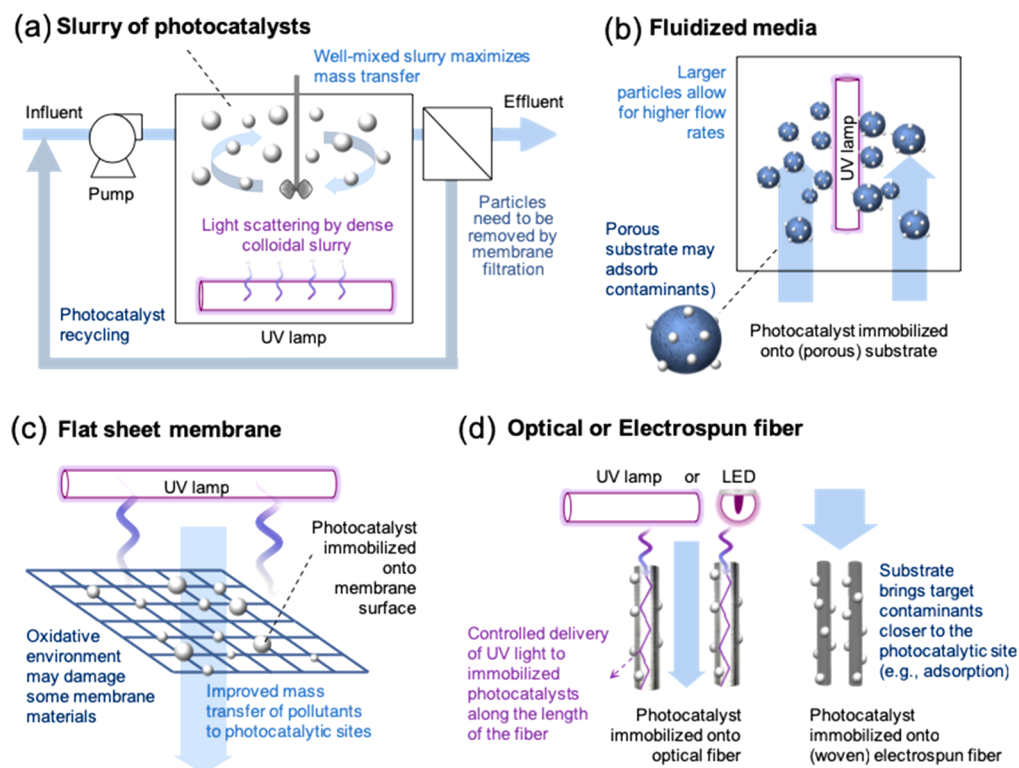 (a) Slurry of photocatalysts
Well-mixed slurry maximizes
mass transfer
Influent
Effluent
Pump
Light scattering by dense
colloidal slurry
Particles
need to be
removed by
membrane
filtration
Photocatalyst
recycling
UV lamp
(b) Fluidized media
Larger
particles allow
for higher flow
rates
UV lamp
Porous
substrate may
adsorb
contaminants)
Photocatalyst immobilized
onto (porous) substrate
(c) Flat sheet membrane
UV lamp
Photocatalyst
immobilized
onto
membrane
surface
Oxidative
environment
may damage
some membrane
materials
Improved mass
transfer of pollutants
to photocatalytic sites
(d) Optical or Electrospun fiber
UV lamp or LED
Controlled delivery
of UV light to
immobilized
photocatalysts
along the length
of the fiber
Substrate
brings target
contaminants
closer to the
photocatalytic site
(e.g., adsorption)
Photocatalyst
immobilized onto
optical fiber
Photocatalyst
immobilized onto
(woven) electrospun fiber